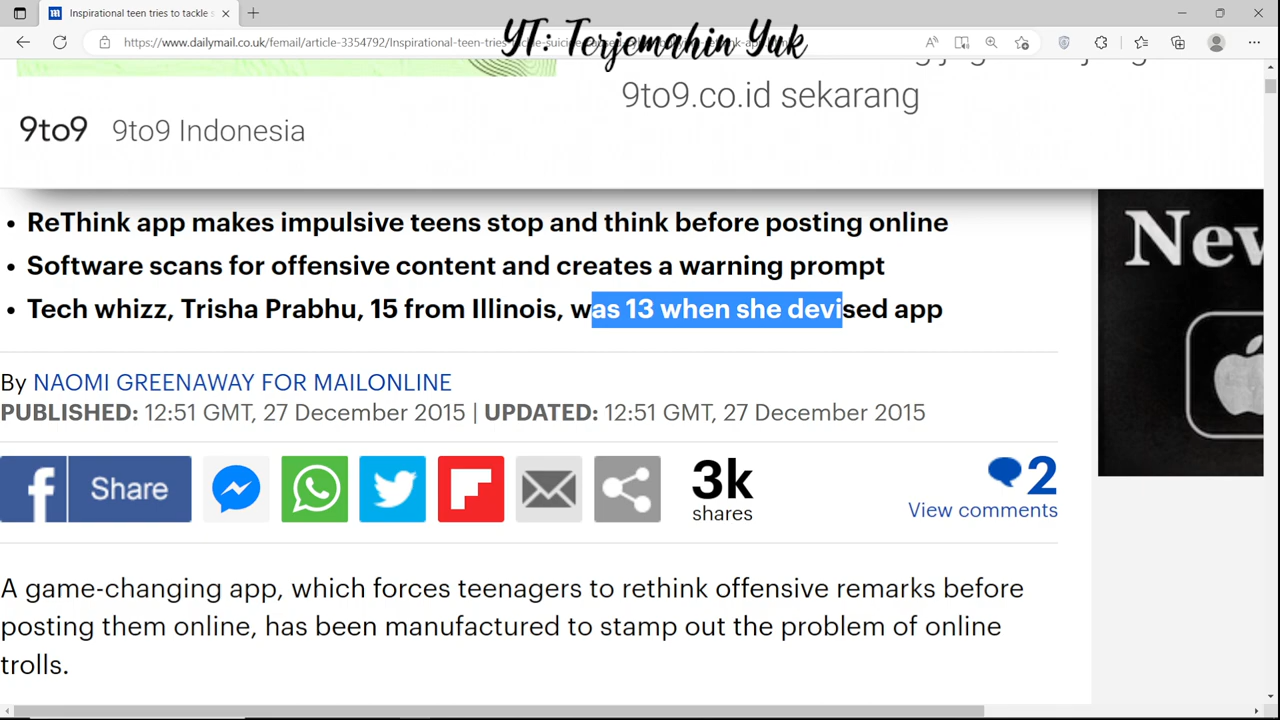 Inspirational teen tries to tackle s
YT: Terjemahin Yuk
https://www.dailymail.co.uk/femail/article-3354792/Inspirational-teen-tries
9to9.co.id sekarang
9to9 9to9 Indonesia
• ReThink app makes impulsive teens stop and think before posting online
• Software scans for offensive content and creates a warning prompt
• Tech whizz, Trisha Prabhu, 15 from Illinois, was 13 when she devised app
New
By NAOMI GREENAWAY FOR MAILONLINE
PUBLISHED: 12:51 GMT, 27 December 2015 | UPDATED: 12:51 GMT, 27 December 2015
f Share
3k
shares
2
View comments
A game-changing app, which forces teenagers to rethink offensive remarks before
posting them online, has been manufactured to stamp out the problem of online
trolls.